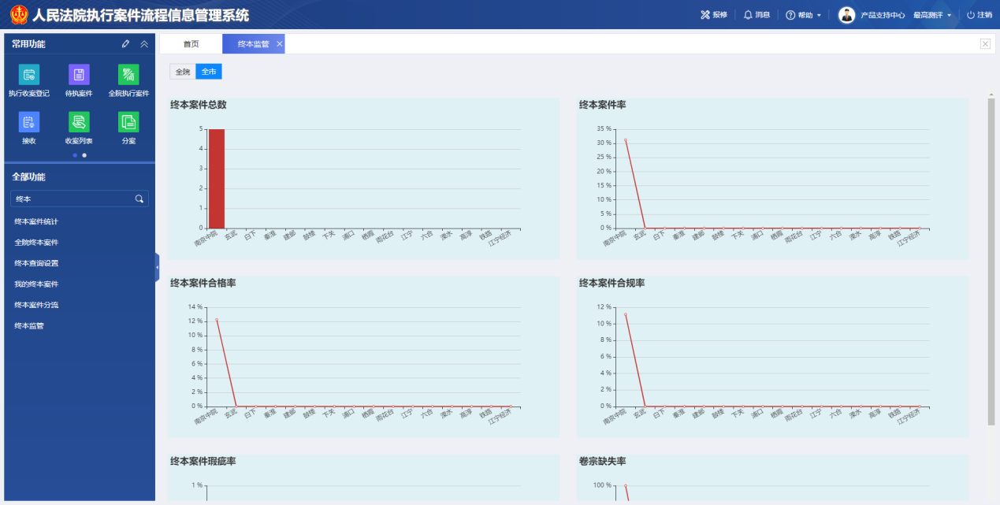 人民法院执行案件流程信息管理系统
报修 消息 帮助 产品支持中心 最高测评 注销
常用功能
执行收案登记 待执案件 全院执行案件
接收 收案列表 分案
全部功能
终本
终本案件统计
全院终本案件
终本查询设置
我的终本案件
终本案件分流
终本监管
首页 终本监管
全院 全市
终本案件总数
5
4
3
2
1
0
南京中院 玄武 白下 秦淮 建邺 鼓楼 下关 浦口 栖霞 雨花台 江宁 六合 溧水 高淳 铁路 江宁经济
终本案件率
35 %
30 %
25 %
20 %
15 %
10 %
5 %
0 %
南京中院 玄武 白下 秦淮 建邺 鼓楼 下关 浦口 栖霞 雨花台 江宁 六合 溧水 高淳 铁路 江宁经济
终本案件合格率
14 %
12 %
10 %
8 %
6 %
4 %
2 %
0 %
南京中院 玄武 白下 秦淮 建邺 鼓楼 下关 浦口 栖霞 雨花台 江宁 六合 溧水 高淳 铁路 江宁经济
终本案件合规率
12 %
10 %
8 %
6 %
4 %
2 %
0 %
南京中院 玄武 白下 秦淮 建邺 鼓楼 下关 浦口 栖霞 雨花台 江宁 六合 溧水 高淳 铁路 江宁经济
终本案件瑕疵率
1 %
卷宗缺失率
100 %